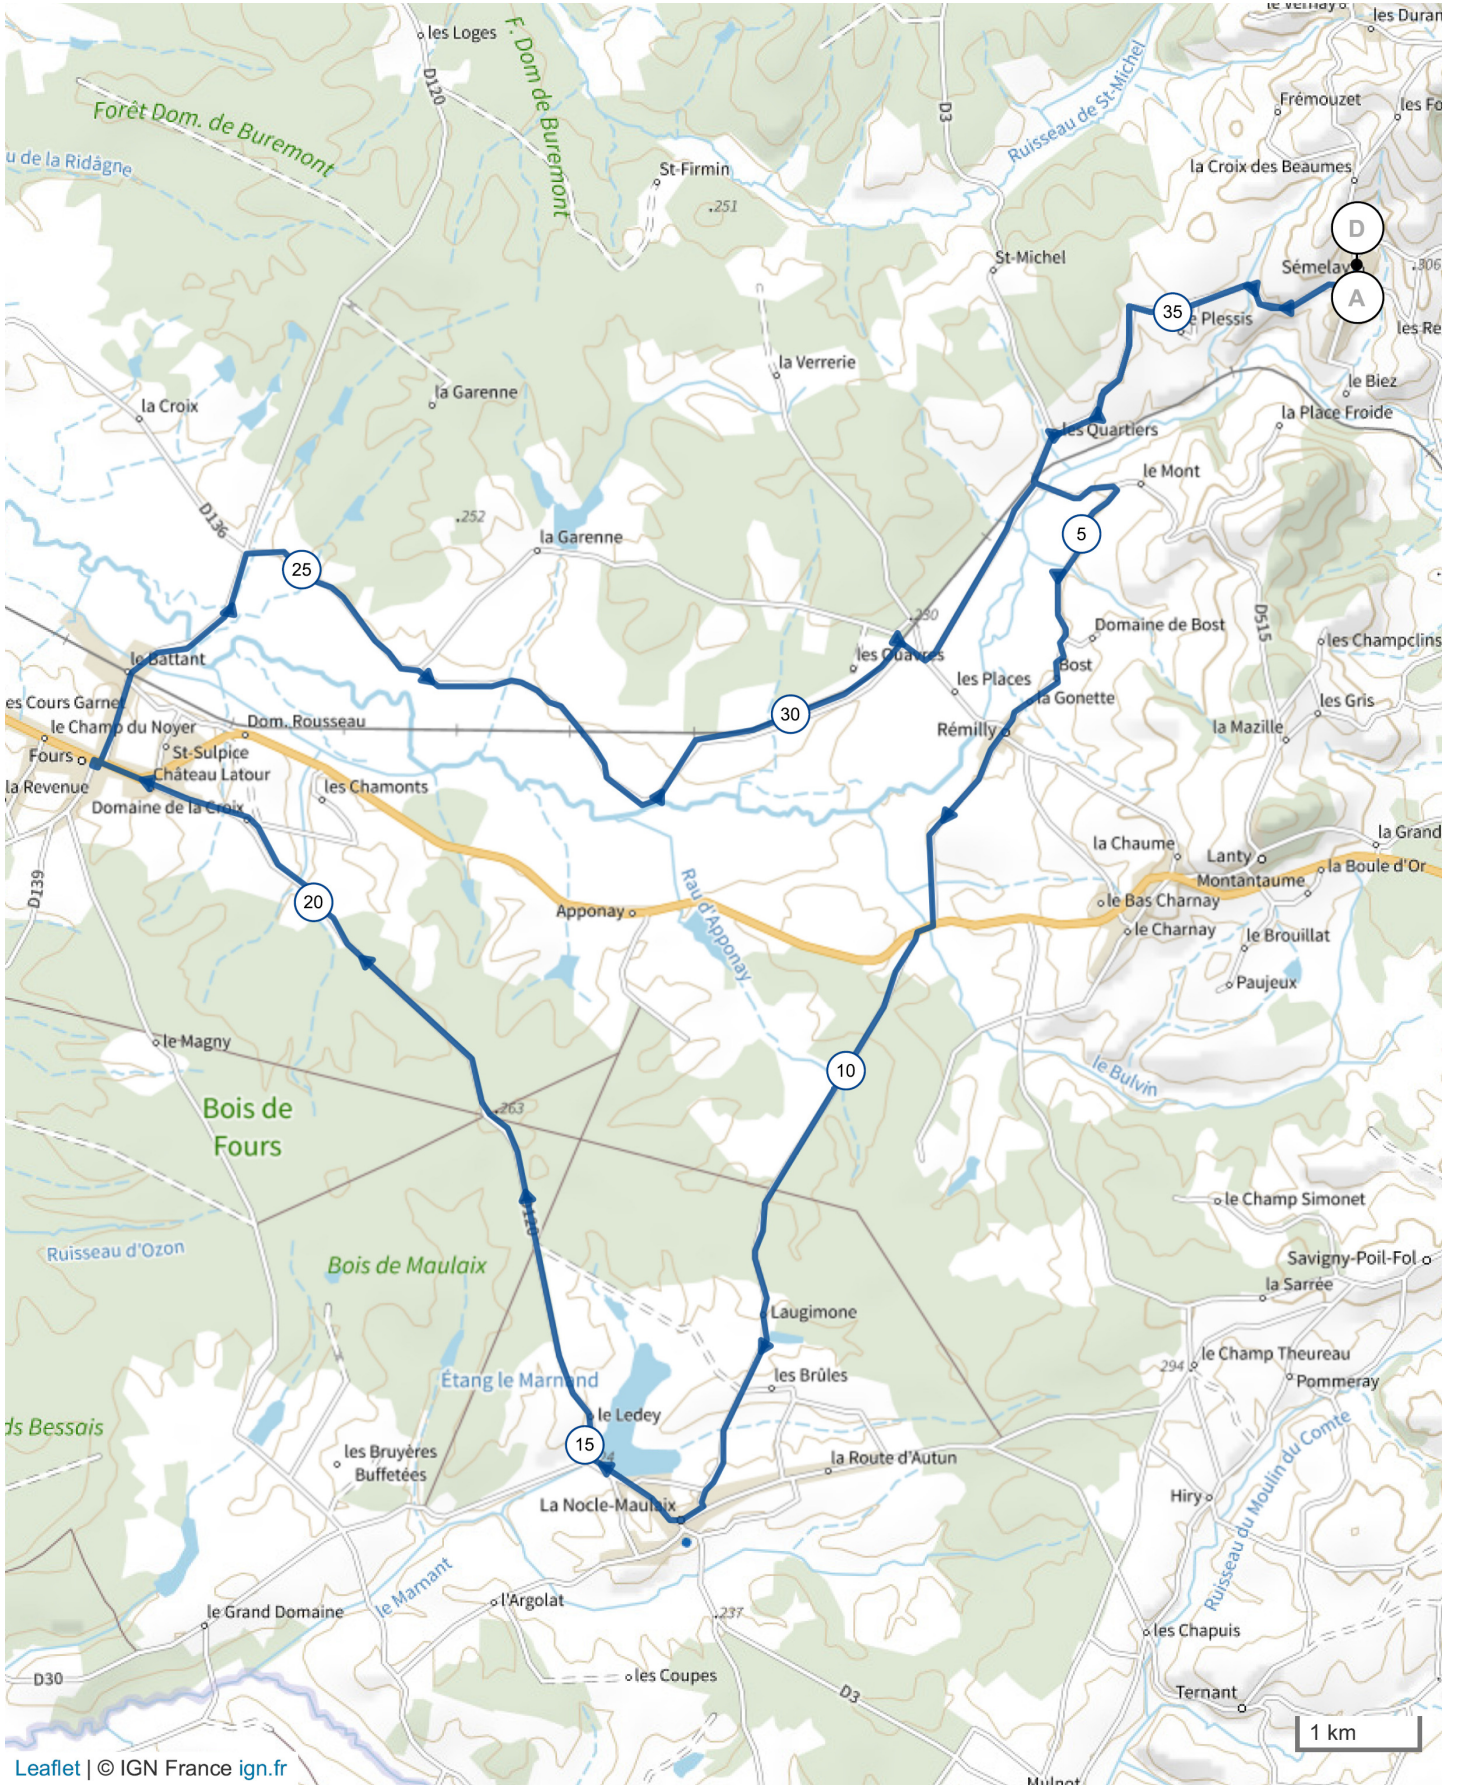 les Loges
les Duran
D120
F. Dom de Buremont
D3
Ruisseau de St-Michel
Frémouzet
les Fo
Forêt Dom. de Buremont
u de la Ridâgne
St-Firmin
la Croix des Beaumes
.251
D
St-Michel
Sémelay
306
A
35
e Plessis
les Re
la Verrerie
le Biez
la Garenne
la Croix
la Place Froide
les Quartiers
le Mont
D136
.252
la Garenne
5
25
.230
D515
Domaine de Bost
les Champclins
le Battant
les Quavres
Bost
les Places
la Gonette
les Gris
es Cours Garnet
le Champ du Noyer
Dom. Rousseau
30
Rémilly
la Mazille
Fours
St-Sulpice
Château Latour
la Revenue
les Chamonts
Domaine de la Croix
la Grand
la Chaume
Lanty
la Boule d'Or
Montantaume
D139
20
Rau d'Apponay
Apponay
le Bas Charnay
le Charnay
le Brouillat
Paujeux
le Magny
10
le Bulvin
Bois de
Fours
.263
le Champ Simonet
D120
Ruisseau d'Ozon
Bois de Maulaix
Savigny-Poil-Fol
la Sarrée
Laugimone
294
le Champ Theureau
Étang le Marnand
les Brûles
Pommeray
le Ledey
ds Bessais
15
les Bruyères
Buffetées
la Route d'Autun
Ruisseau du Moulin du Comte
La Nocle-Maulaix
Hiry
le Marnant
l'Argolat
le Grand Domaine
.237
les Chapuis
D30
les Coupes
D3
Ternant
1 km
Leaflet | © IGN France ign.fr